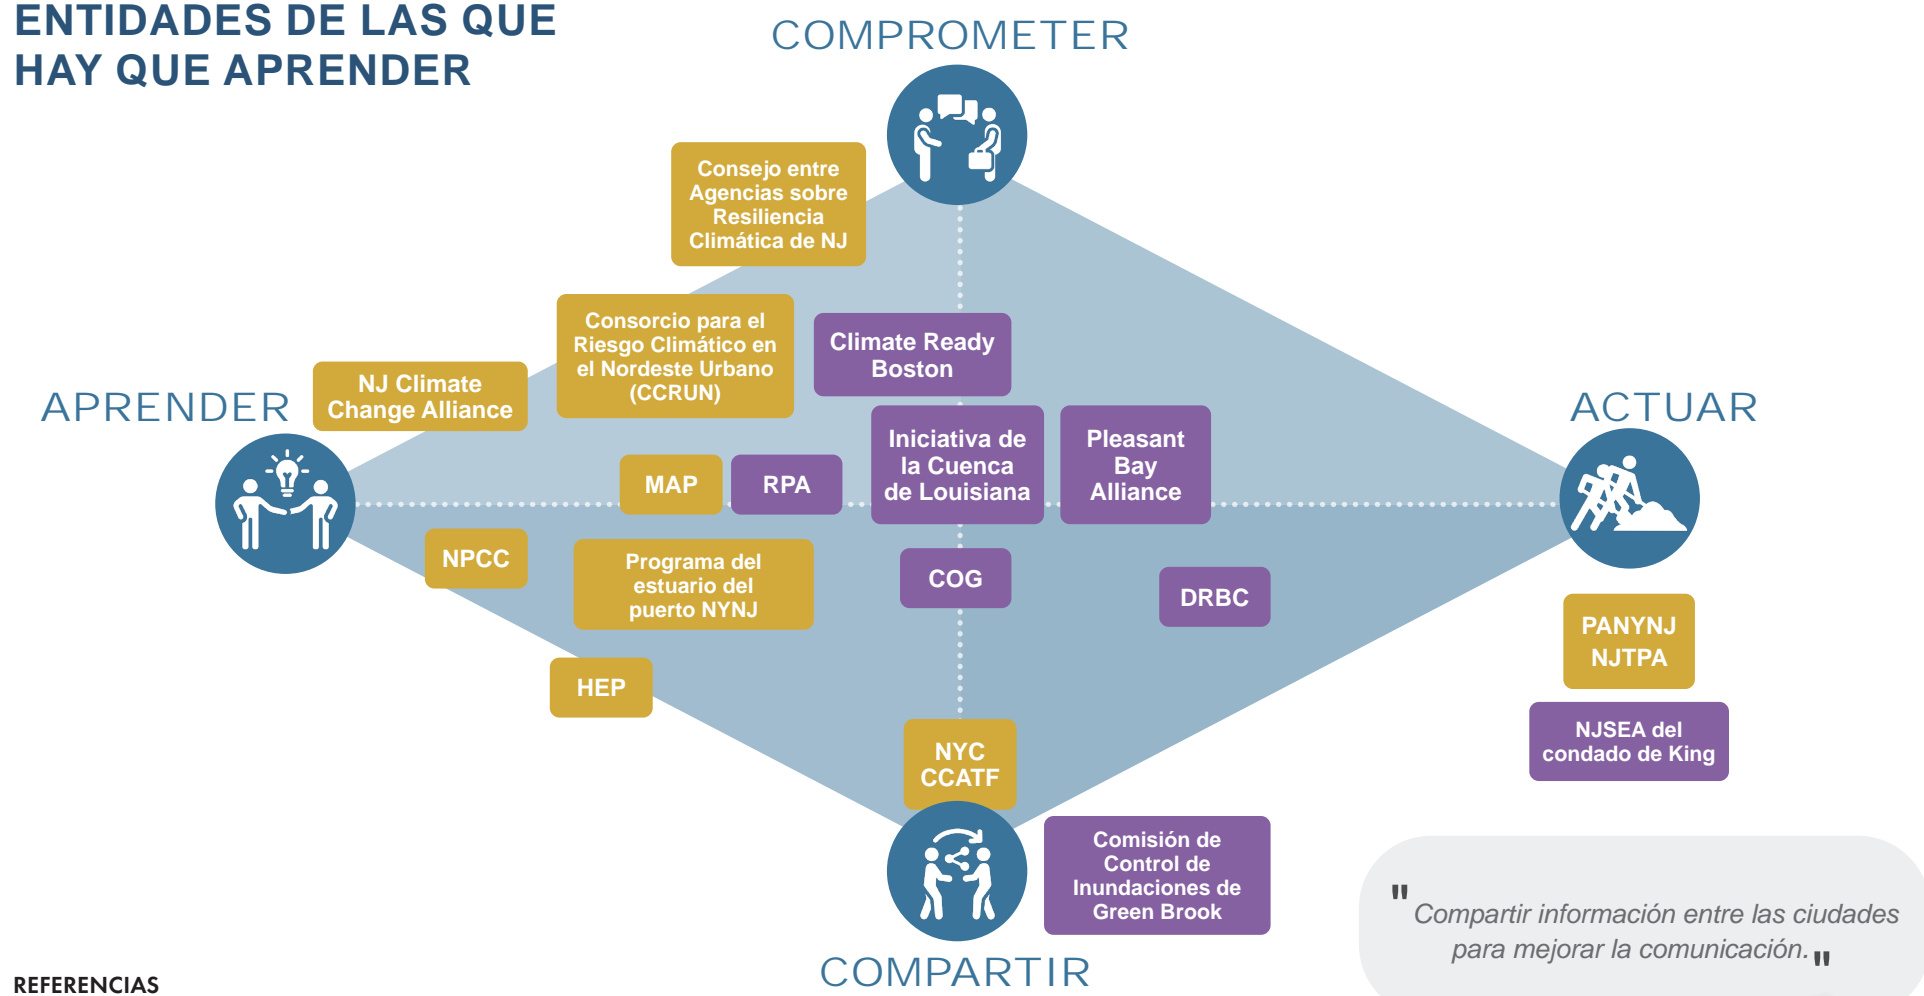 ENTIDADES DE LAS QUE
HAY QUE APRENDER
COMPROMETER
Consejo entre
Agencias sobre
Resiliencia
Climática de NJ
Consorcio para el
Riesgo Climático en
el Nordeste Urbano
(CCRUN)
Climate Ready
Boston
NJ Climate
Change Alliance
APRENDER
ACTUAR
Iniciativa de
la Cuenca
de Louisiana
Pleasant
Bay
Alliance
MAP
RPA
NPCC
Programa del
estuario del
puerto NYNJ
COG
DRBC
PANYNJ
NJTPA
HEP
NJSEA del
condado de King
NYC
CCATF
Comisión de
Control de
Inundaciones de
Green Brook
COMPARTIR
"Compartir información entre las ciudades
para mejorar la comunicación."
REFERENCIAS